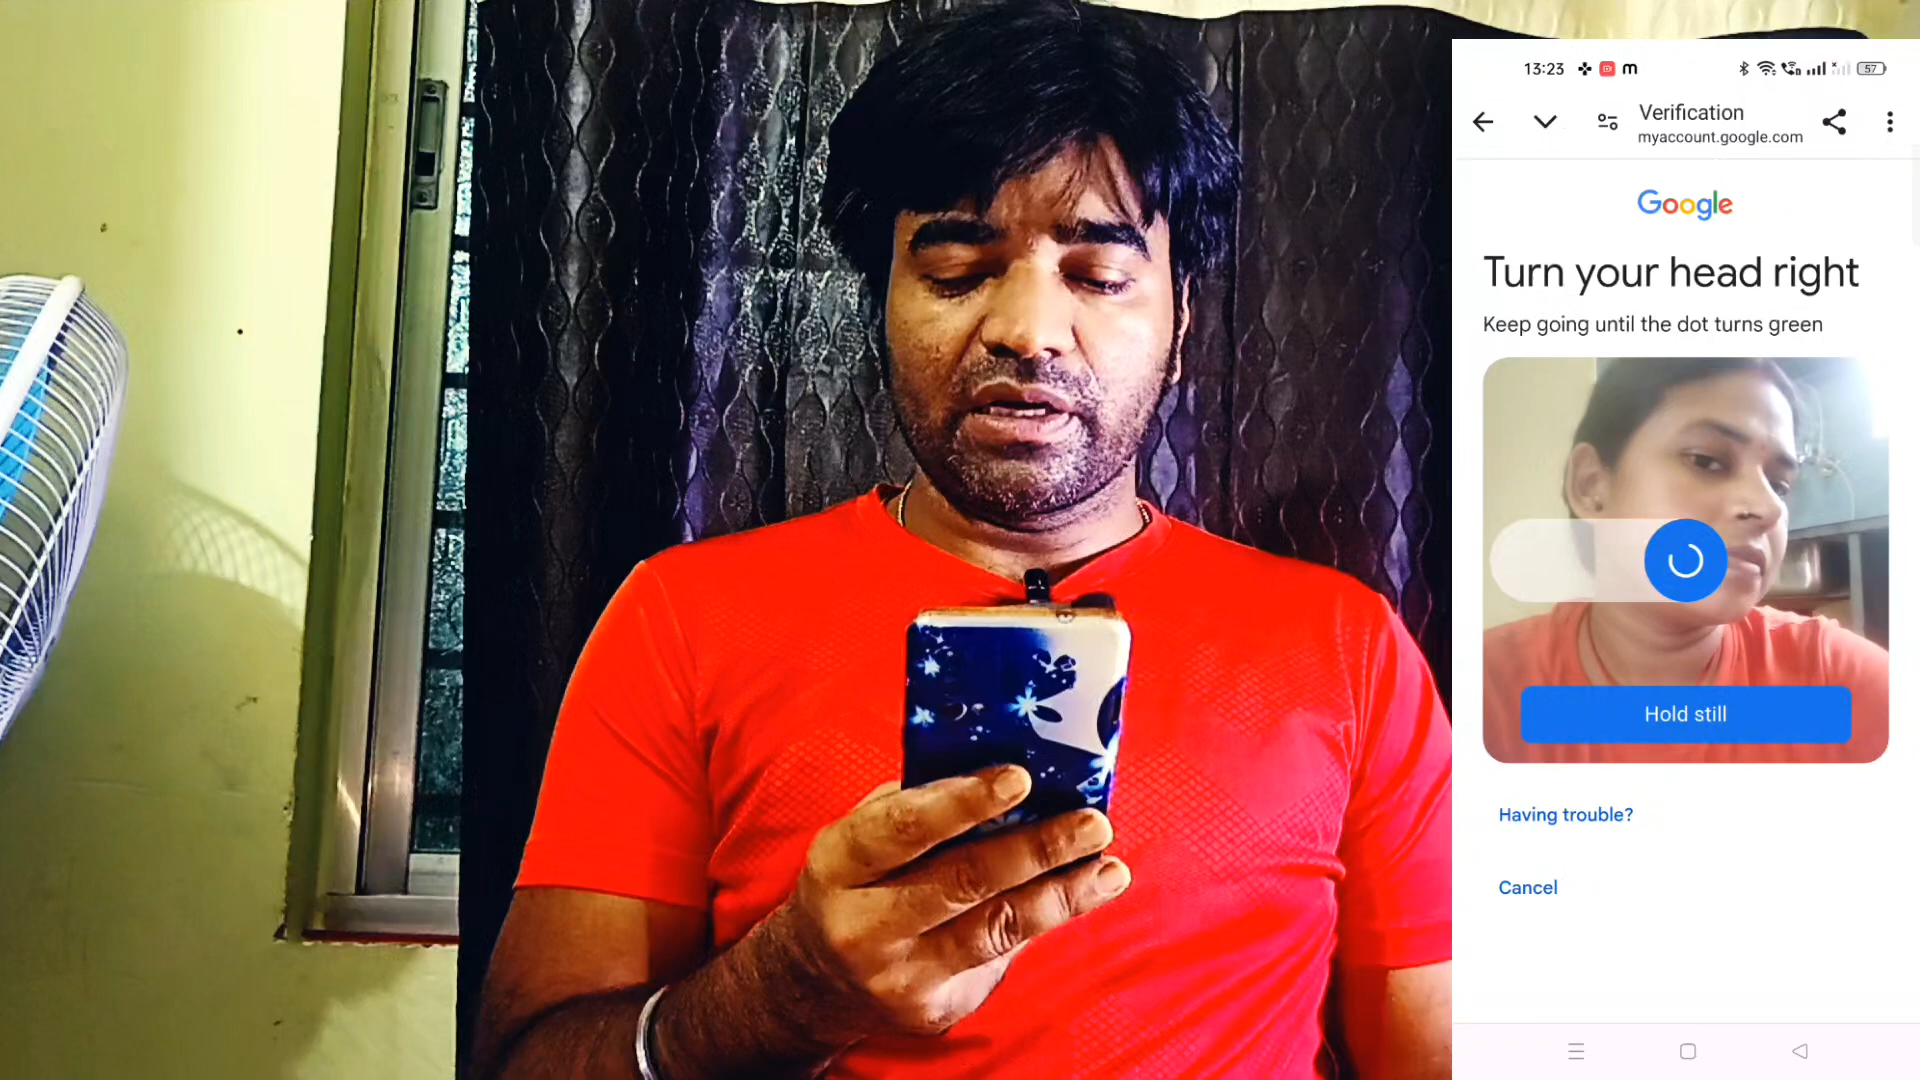 13:23 m 57
Verification
myaccount.google.com
Google
Turn your head right
Keep going until the dot turns green
Hold still
Having trouble?
Cancel